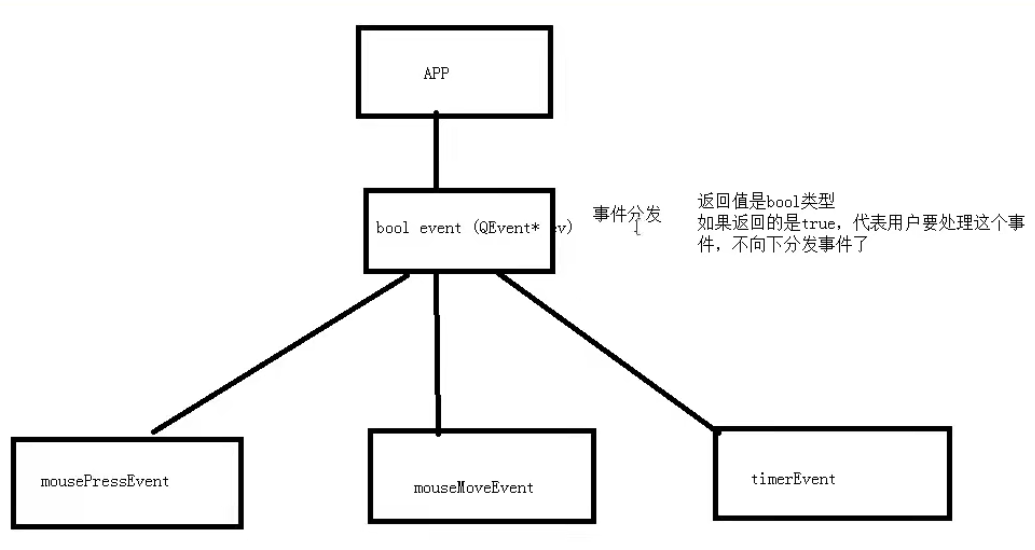 APP
bool event (QEvent* ev)
事件分发
返回值是bool类型
如果返回的是true，代表用户要处理这个事
件，不向下分发事件了
mousePressEvent
mouseMoveEvent
timerEvent